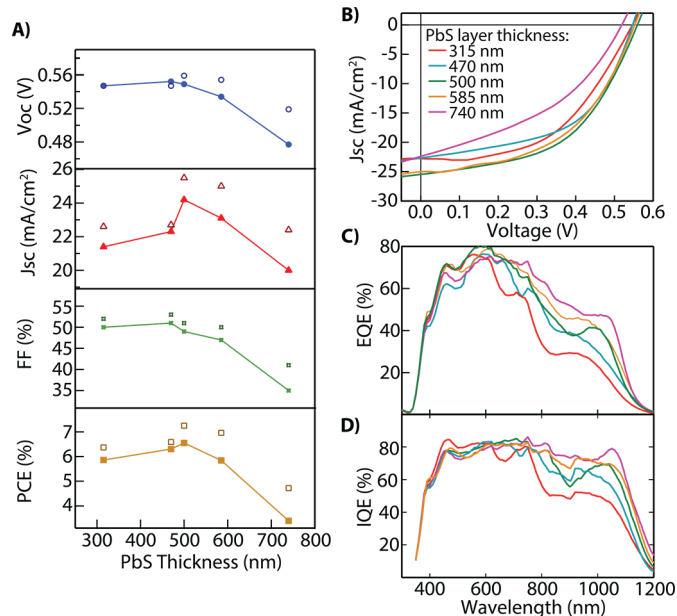 A)
Voc (V)
0.56
0.52
0.48
Jsc (mA/cm²)
26
24
22
20
FF (%)
55
50
45
40
35
PCE (%)
7
6
5
4
300 400 500 600 700 800
PbS Thickness (nm)
B)
Jsc (mA/cm²)
0
-5
-10
-15
-20
-25
-30
PbS layer thickness:
315 nm
470 nm
500 nm
585 nm
740 nm
0.0 0.1 0.2 0.3 0.4 0.5 0.6
Voltage (V)
C)
EQE (%)
80
60
40
20
D)
IQE (%)
80
60
40
20
400 600 800 1000 1200
Wavelength (nm)